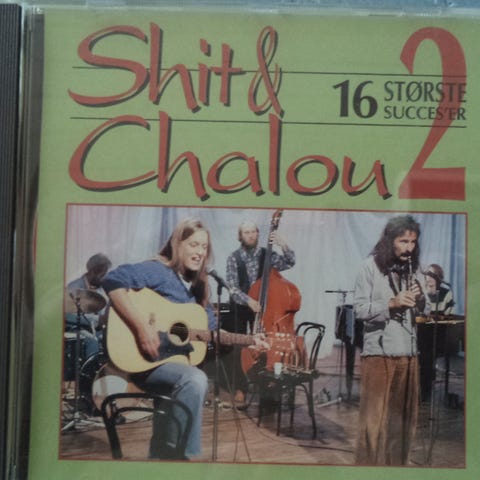 Shit &
Chalou
16 STØRSTE
SUCCES'ER
2